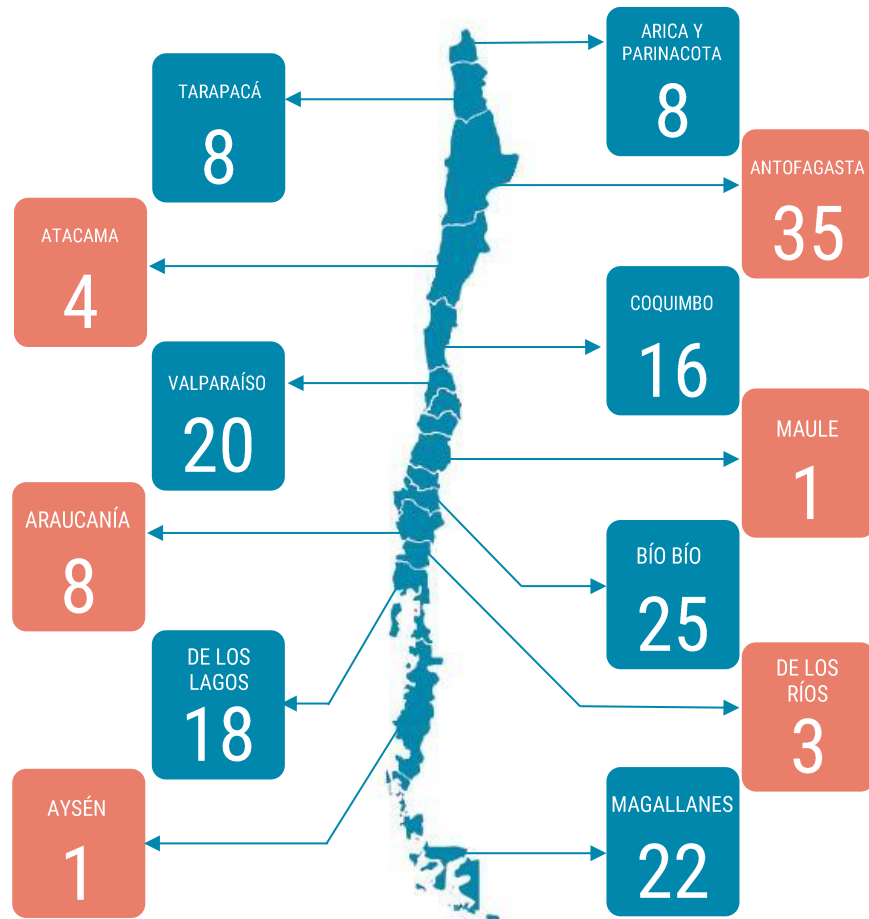 ARICA Y
PARINACOTA
8
TARAPACÁ
8
ANTOFAGASTA
35
ATACAMA
4
COQUIMBO
16
VALPARAÍSO
20
MAULE
1
ARAUCANÍA
8
BÍO BÍO
25
DE LOS
LAGOS
18
DE LOS
RÍOS
3
AYSÉN
1
MAGALLANES
22